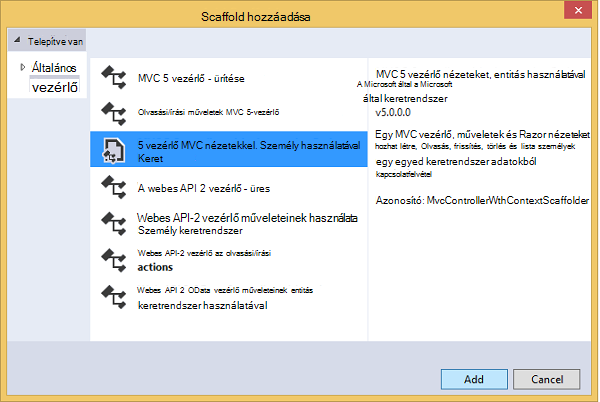 Scaffold hozzáadása
Telepítve van
Általános
vezérlő
MVC 5 vezérlő - ürítése
Olvasási/írási műveletek MVC 5-vezérlő
5 vezérlő MVC nézetekkel. Személy használatával
Keret
A webes API 2 vezérlő - üres
Webes API-2 vezérlő műveleteinek használata
Személy keretrendszer
Webes API-2 vezérlő az olvasási/írási
actions
Webes API 2 OData vezérlő műveleteinek entitás
keretrendszer használatával
MVC 5 vezérlő nézeteket, entitás használatával
A Microsoft által a Microsoft
által keretrendszer
v5.0.0.0
Egy MVC vezérlő, műveletek és Razor nézeteket
hozhat létre, Olvasás, frissítés, törlés és lista személyek
egy egyed keretrendszer adatokból
kapcsolatfelvétel
Azonosító: MvcControllerWthContextScaffolder
Add
Cancel